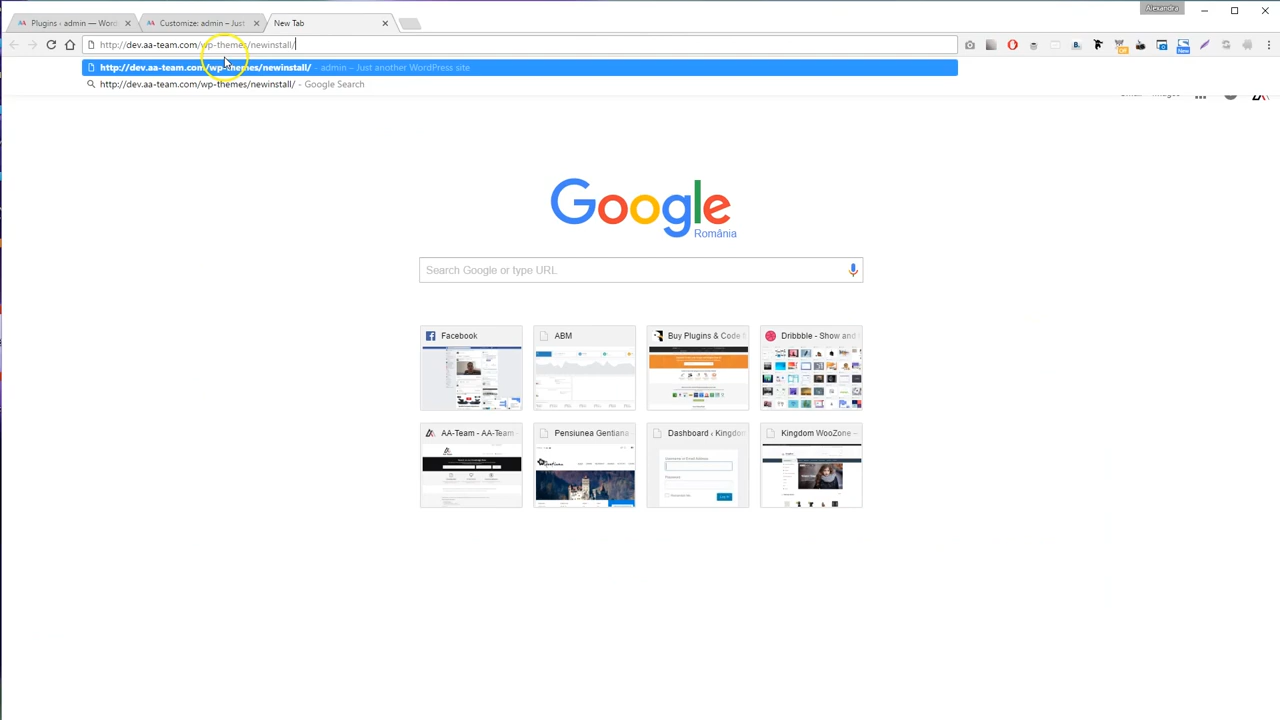 Alexandra
Plugins ‹ admin — Word
Customize: admin – Just
New Tab
http://dev.aa-team.com/wp-themes/newinstall/
http://dev.aa-team.com/wp-themes/newinstall/ - admin – Just another WordPress site
http://dev.aa-team.com/wp-themes/newinstall/ - Google Search
Google
România
Search Google or type URL
Facebook
ABM
Buy Plugins & Code
Dribbble - Show and
AA-Team - AA-Team
Pensiunea Gentiana
Dashboard ‹ Kingdom
Kingdom WooZone –